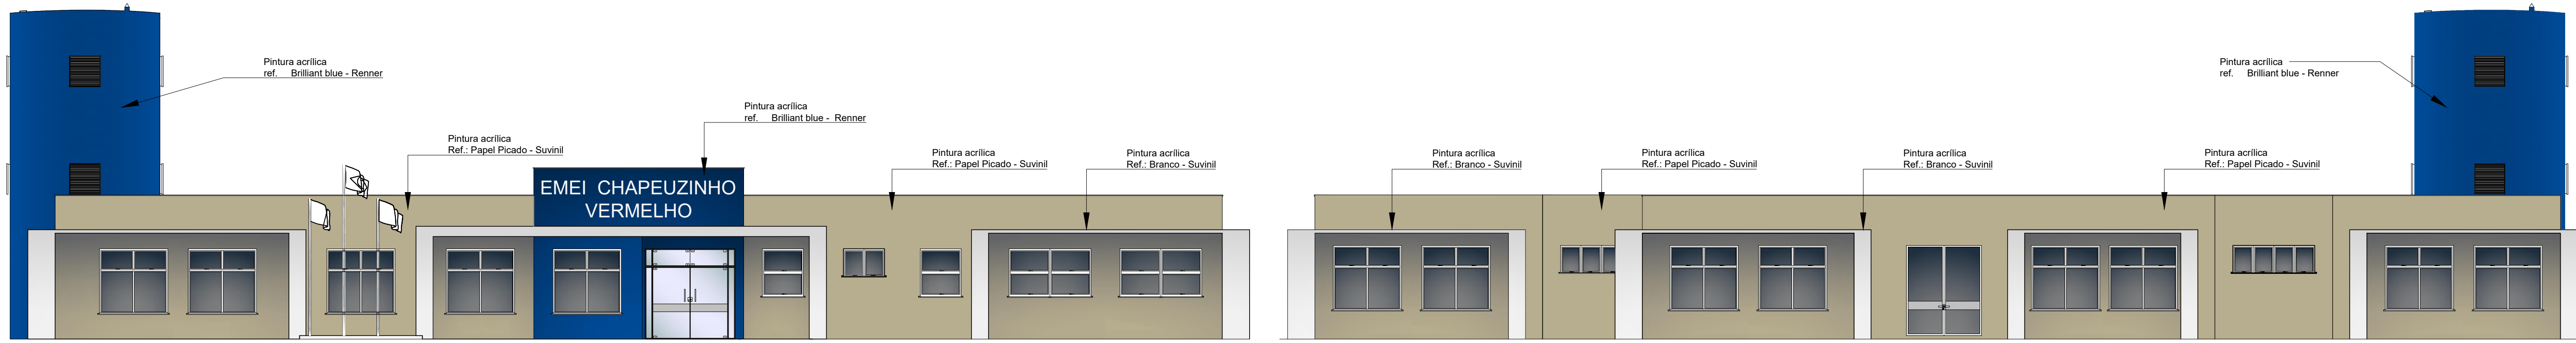 Pintura acrílica
ref. Brilliant blue - Renner
Pintura acrílica
Ref.: Papel Picado - Suvinil
Pintura acrílica
ref. Brilliant blue - Renner
EMEI CHAPEUZINHO
VERMELHO
Pintura acrílica
Ref.: Papel Picado - Suvinil
Pintura acrílica
Ref.: Branco - Suvinil
Pintura acrílica
Ref.: Branco - Suvinil
Pintura acrílica
Ref.: Papel Picado - Suvinil
Pintura acrílica
Ref.: Branco - Suvinil
Pintura acrílica
Ref.: Papel Picado - Suvinil
Pintura acrílica
ref. Brilliant blue - Renner